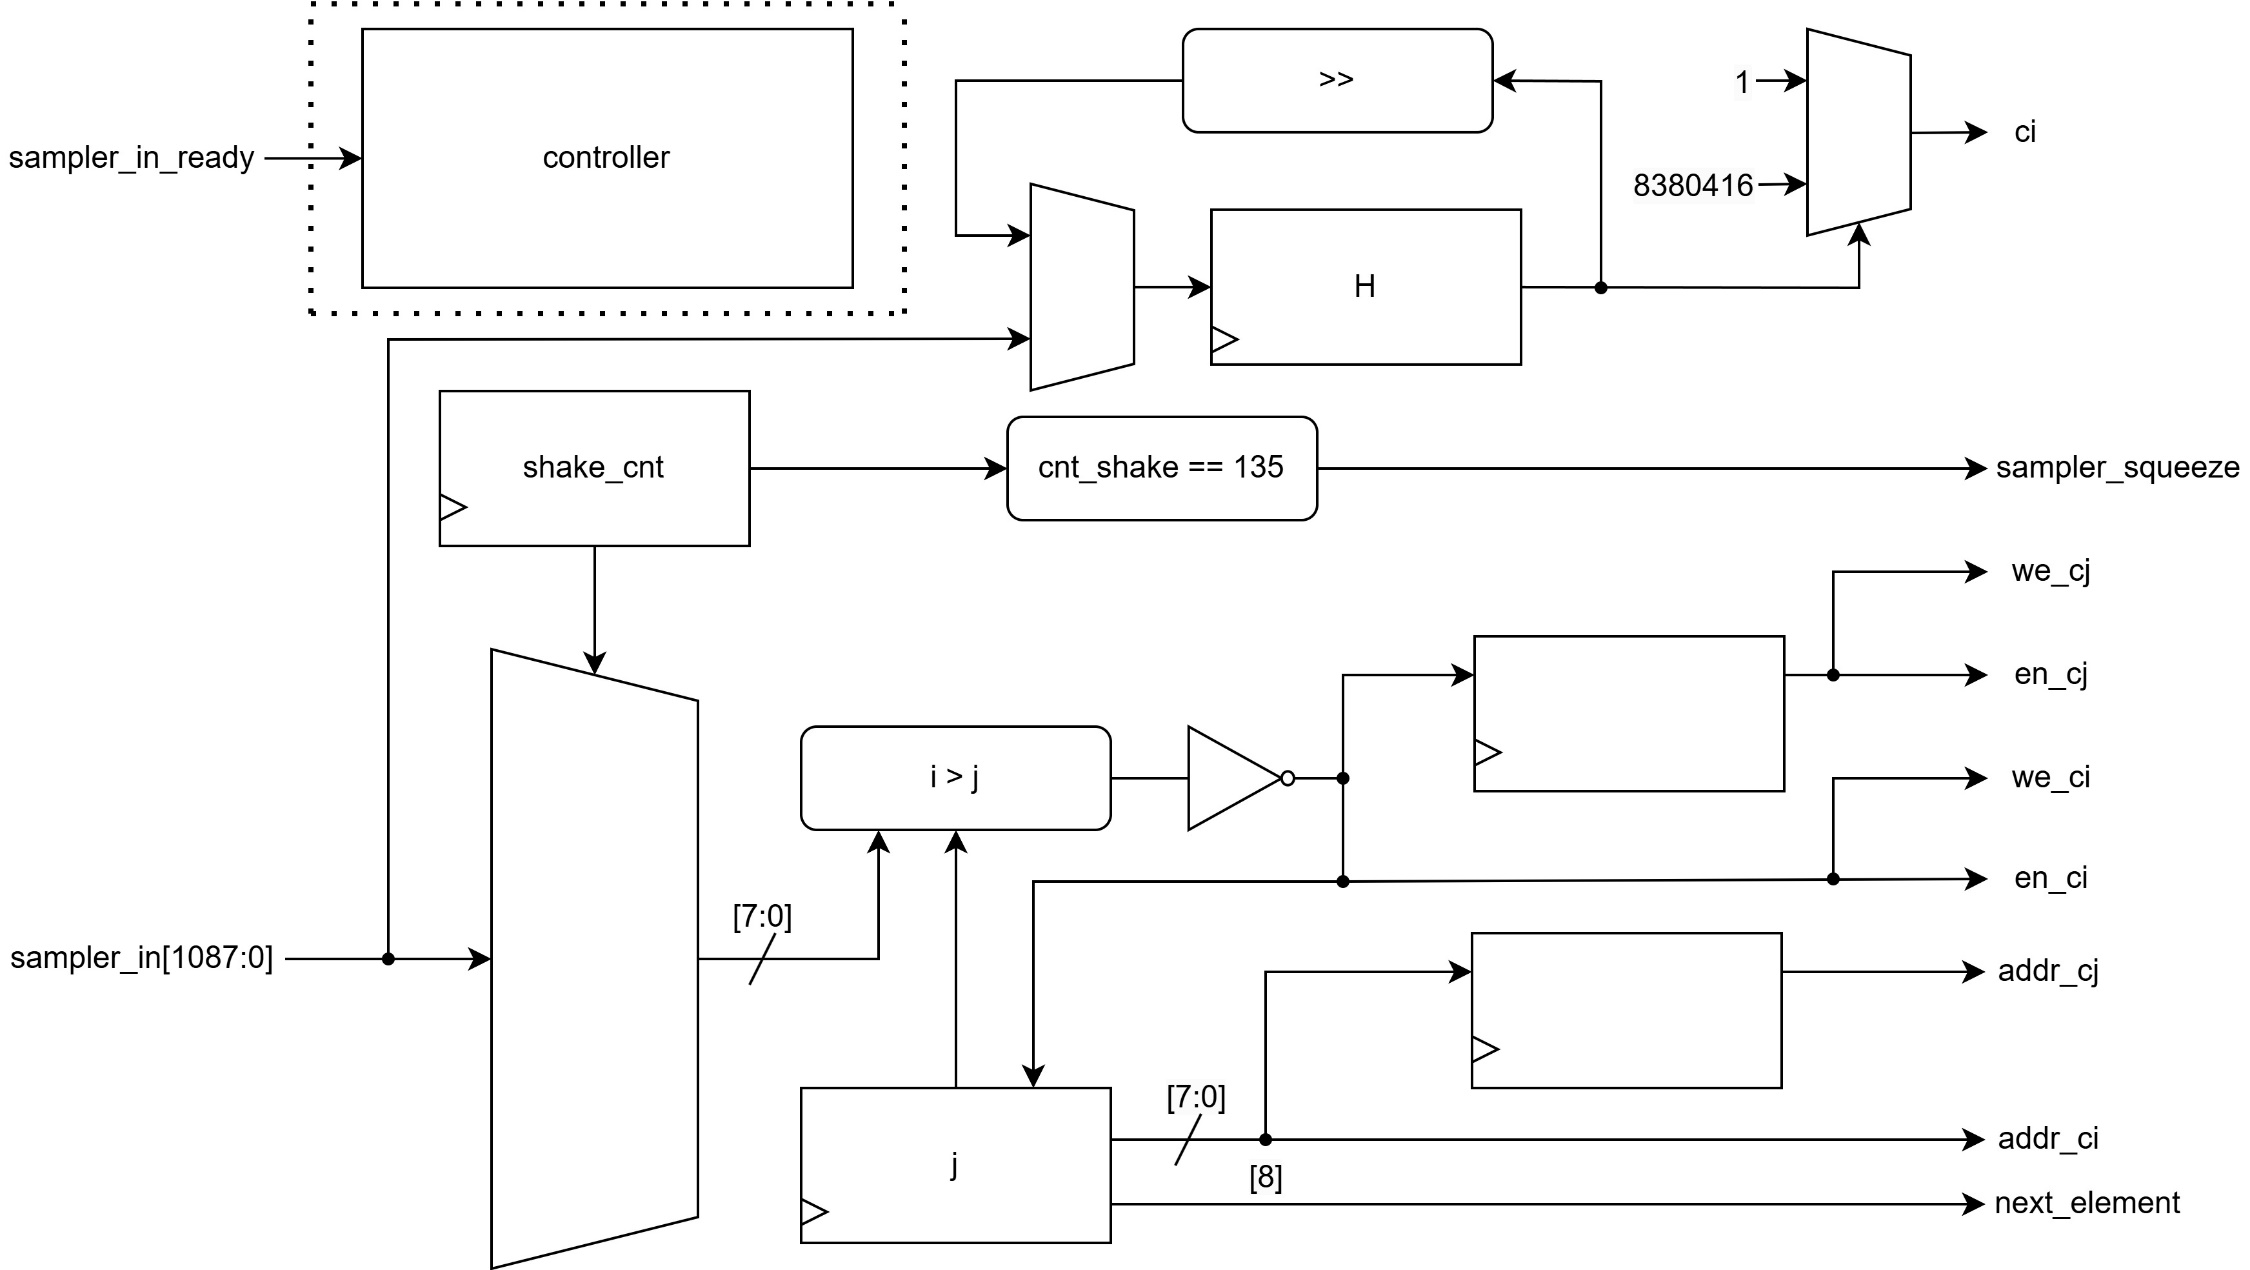 controller
sampler_in_ready
>>
1
8380416
ci
H
shake_cnt
cnt_shake == 135
sampler_squeeze
we_cj
en_cj
i > j
we_ci
en_ci
[7:0]
sampler_in[1087:0]
addr_cj
[7:0]
j
addr_ci
[8]
next_element